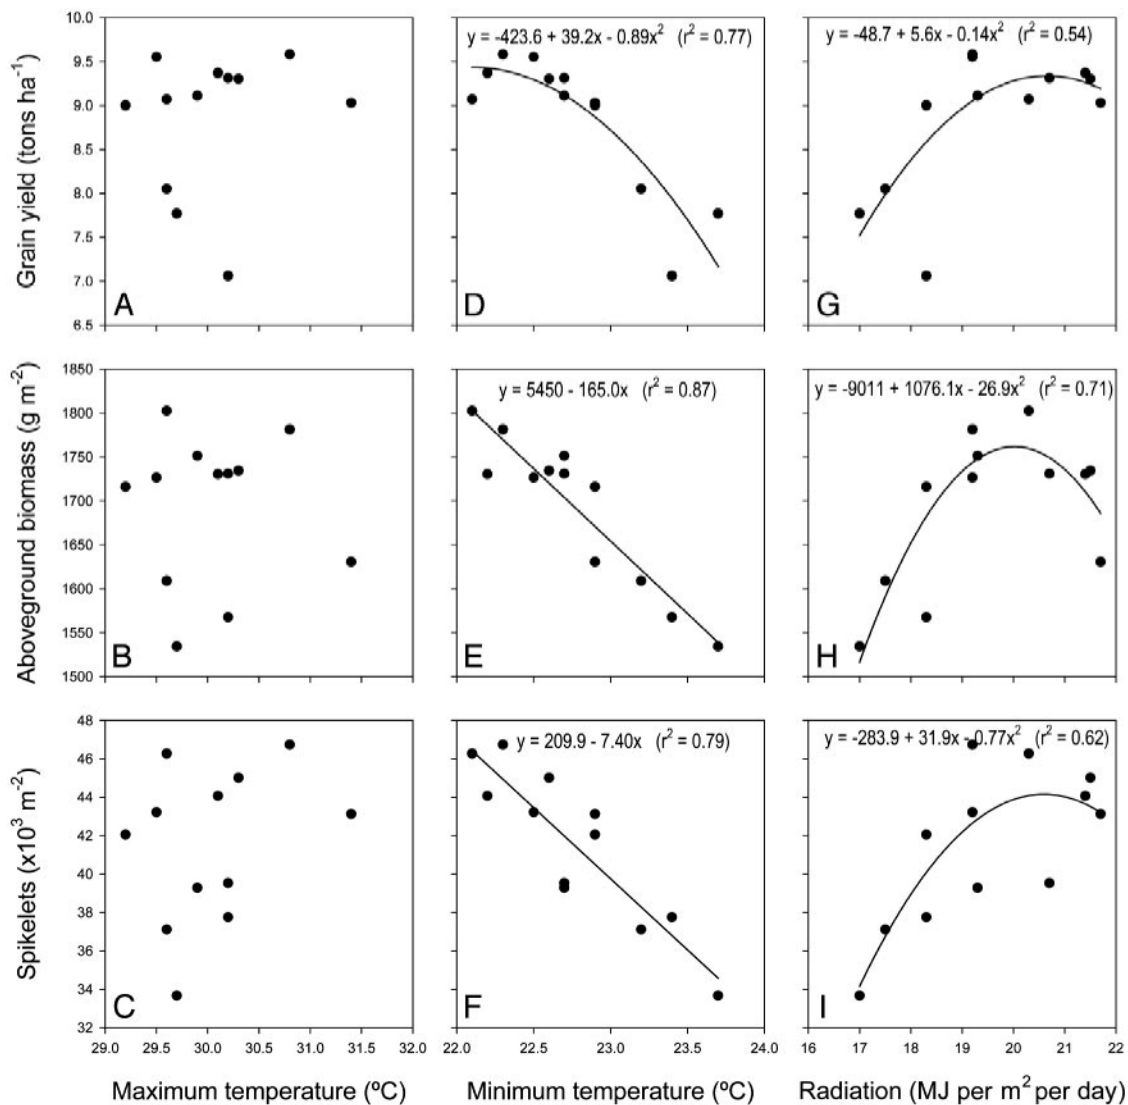 Grain yield (tons ha⁻¹)
10.0
9.5
9.0
8.5
8.0
7.5
7.0
6.5
A
y = -423.6 + 39.2x - 0.89x² (r² = 0.77)
D
y = -48.7 + 5.6x - 0.14x² (r² = 0.54)
G
Aboveground biomass (g m⁻²)
1850
1800
1750
1700
1650
1600
1550
1500
B
y = 5450 - 165.0x (r² = 0.87)
E
y = -9011 + 1076.1x - 26.9x² (r² = 0.71)
H
Spikelets (x10³ m⁻²)
48
46
44
42
40
38
36
34
32
C
y = 209.9 - 7.40x (r² = 0.79)
F
y = -283.9 + 31.9x - 0.77x² (r² = 0.62)
I
29.0 29.5 30.0 30.5 31.0 31.5 32.0
22.0 22.5 23.0 23.5 24.0
16 17 18 19 20 21 22
Maximum temperature (ºC)
Minimum temperature (ºC)
Radiation (MJ per m² per day)